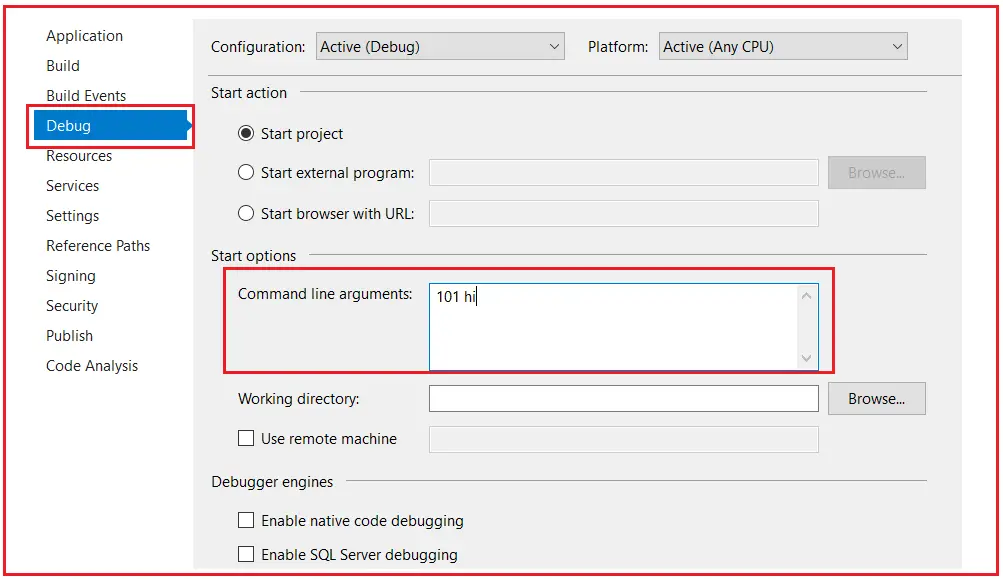 Application
Build
Build Events
Debug
Resources
Services
Settings
Reference Paths
Signing
Security
Publish
Code Analysis
Configuration: Active (Debug) Platform: Active (Any CPU)
Start action
Start project
Start external program: Browse...
Start browser with URL:
Start options
Command line arguments: 101 hi
Working directory: Browse...
Use remote machine
Debugger engines
Enable native code debugging
Enable SQL Server debugging